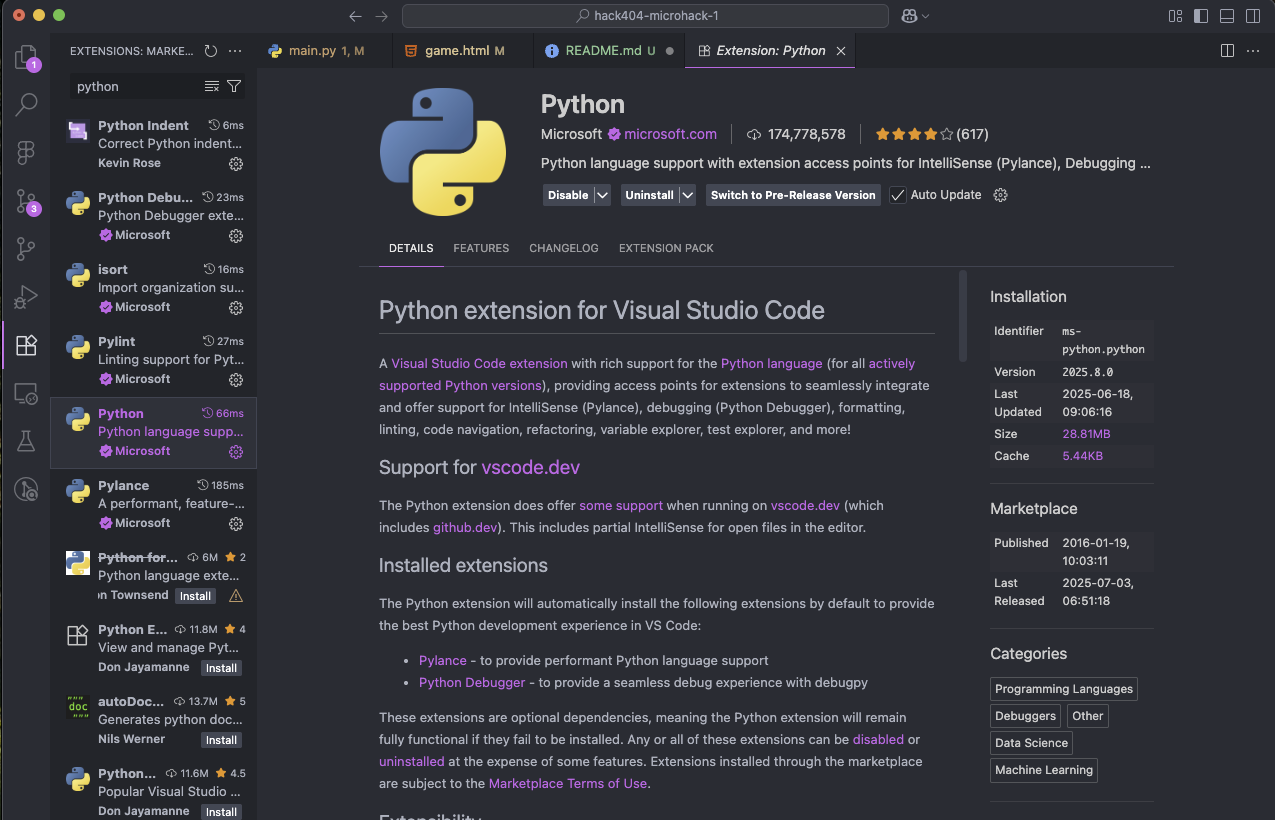 hack404-microhack-1
EXTENSIONS: MARKE...
main.py 1, M
game.html M
README.md U
Extension: Python
1
3
python
Python Indent 6ms
Correct Python indent...
Kevin Rose
Python Debu... 23ms
Python Debugger exte...
Microsoft
isort 16ms
Import organization su...
Microsoft
Pylint 27ms
Linting support for Pyt...
Microsoft
Python 66ms
Python language supp...
Microsoft
Pylance 185ms
A performant, feature-...
Microsoft
Python for... 6M 2
Python language exte...
on Townsend Install
Python E... 11.8M 4
View and manage Pyt...
Don Jayamanne Install
"""
doc
"""
autoDoc... 13.7M 5
Generates python doc...
Nils Werner Install
Python... 11.6M 4.5
Popular Visual Studio ...
Don Jayamanne Install
Python
Microsoft microsoft.com 174,778,578 (617)
Python language support with extension access points for IntelliSense (Pylance), Debugging ...
Disable Uninstall Switch to Pre-Release Version Auto Update
DETAILS FEATURES CHANGELOG EXTENSION PACK
Python extension for Visual Studio Code
A Visual Studio Code extension with rich support for the Python language (for all actively
supported Python versions), providing access points for extensions to seamlessly integrate
and offer support for IntelliSense (Pylance), debugging (Python Debugger), formatting,
linting, code navigation, refactoring, variable explorer, test explorer, and more!
Support for vscode.dev
The Python extension does offer some support when running on vscode.dev (which
includes github.dev). This includes partial IntelliSense for open files in the editor.
Installed extensions
The Python extension will automatically install the following extensions by default to provide
the best Python development experience in VS Code:
• Pylance - to provide performant Python language support
• Python Debugger - to provide a seamless debug experience with debugpy
These extensions are optional dependencies, meaning the Python extension will remain
fully functional if they fail to be installed. Any or all of these extensions can be disabled or
uninstalled at the expense of some features. Extensions installed through the marketplace
are subject to the Marketplace Terms of Use.
Extensibility
Installation
Identifier ms-
python.python
Version 2025.8.0
Last 2025-06-18,
Updated 09:06:16
Size 28.81MB
Cache 5.44KB
Marketplace
Published 2016-01-19,
10:03:11
Last 2025-07-03,
Released 06:51:18
Categories
Programming Languages
Debuggers Other
Data Science
Machine Learning